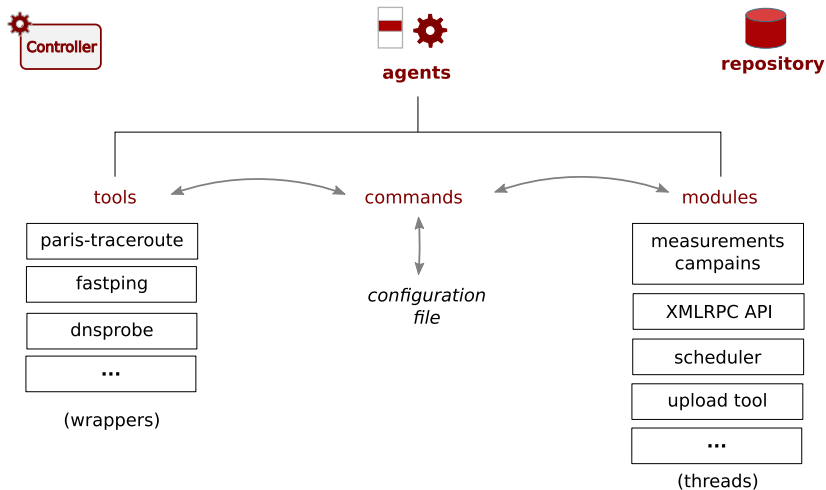 Controller
agents
repository
tools
commands
modules
paris-traceroute
fastping
dnsprobe
...
(wrappers)
configuration
file
measurements
campains
XMLRPC API
scheduler
upload tool
...
(threads)